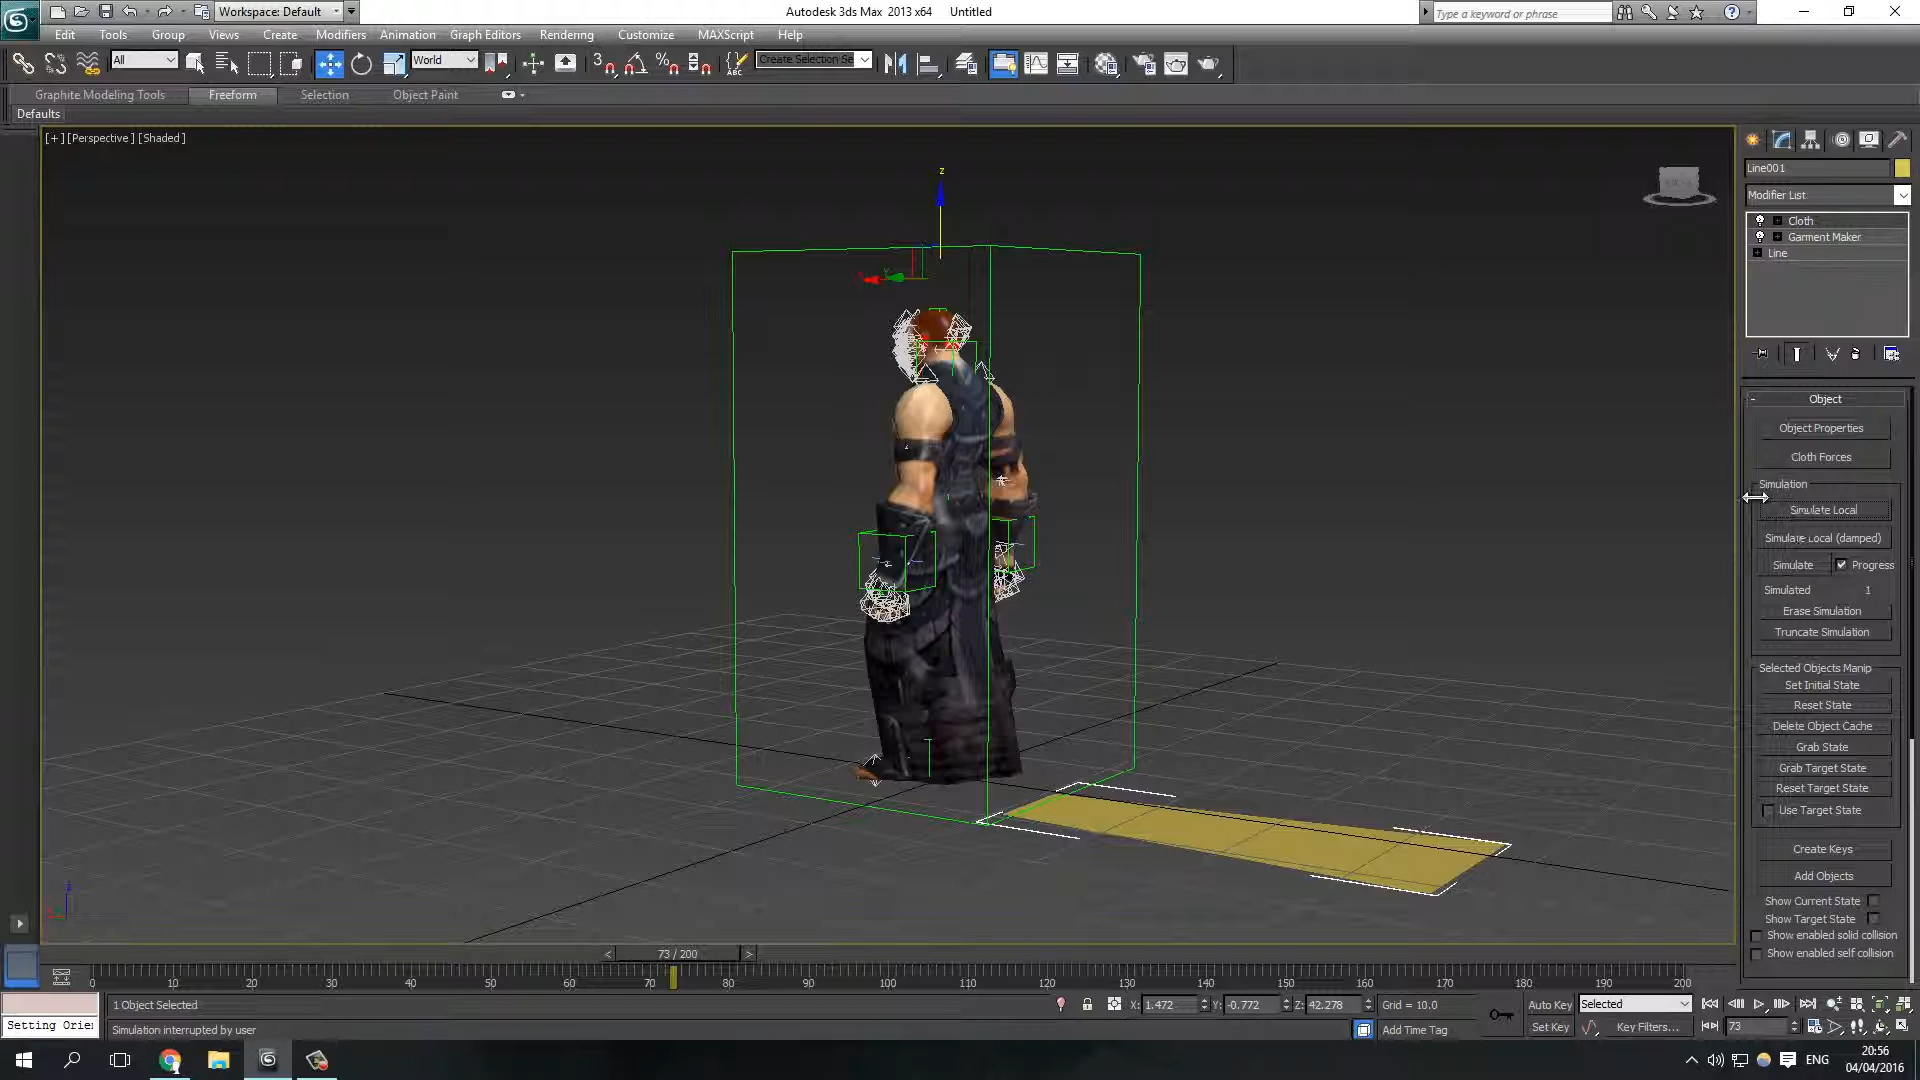 Workspace: Default
Autodesk 3ds Max 2013 x64 Untitled
Type a keyword or phrase
Edit Tools Group Views Create Modifiers Animation Graph Editors Rendering Customize MAXScript Help
All
World
3
ABC
Create Selection Se
Graphite Modeling Tools Freeform Selection Object Paint
Defaults
[ + ] [Perspective ] [Shaded ]
z
Line001
Modifier List
Cloth
Garment Maker
Line
Object
Object Properties
Cloth Forces
Simulation
Simulate Local
Simulate Local (damped)
Simulate Progress
Simulated 1
Erase Simulation
Truncate Simulation
Selected Objects Manip
Set Initial State
Reset State
Delete Object Cache
Grab State
Grab Target State
Reset Target State
Use Target State
Create Keys
Add Objects
Show Current State
Show Target State
Show enabled solid collision
Show enabled self collision
< 73 / 200 >
0 10 20 30 40 50 60 70 80 90 100 110 120 130 140 150 160 170 180 190 200
1 Object Selected
X: 1.472 Y: -0.772 Z: 42.278 Grid = 10.0
Auto Key Selected
Setting Orie
Simulation interrupted by user
Add Time Tag
Set Key Key Filters... 73
ENG
20:56
04/04/2016